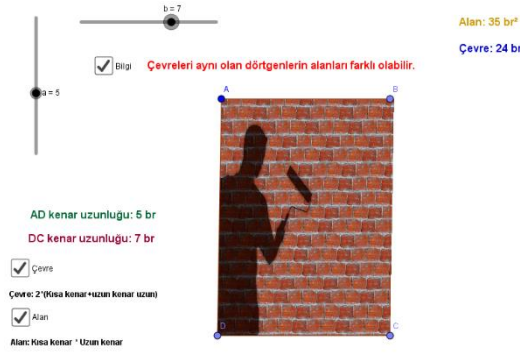 b = 7
Alan: 35 br²
Çevre: 24 br
Bilgi
Çevreleri aynı olan dörtgenlerin alanları farklı olabilir.
a = 5
A
B
AD kenar uzunluğu: 5 br
DC kenar uzunluğu: 7 br
Çevre
Çevre: 2*(Kısa kenar+uzun kenar uzun)
Alan
D
C
Alan: Kısa kenar * Uzun kenar